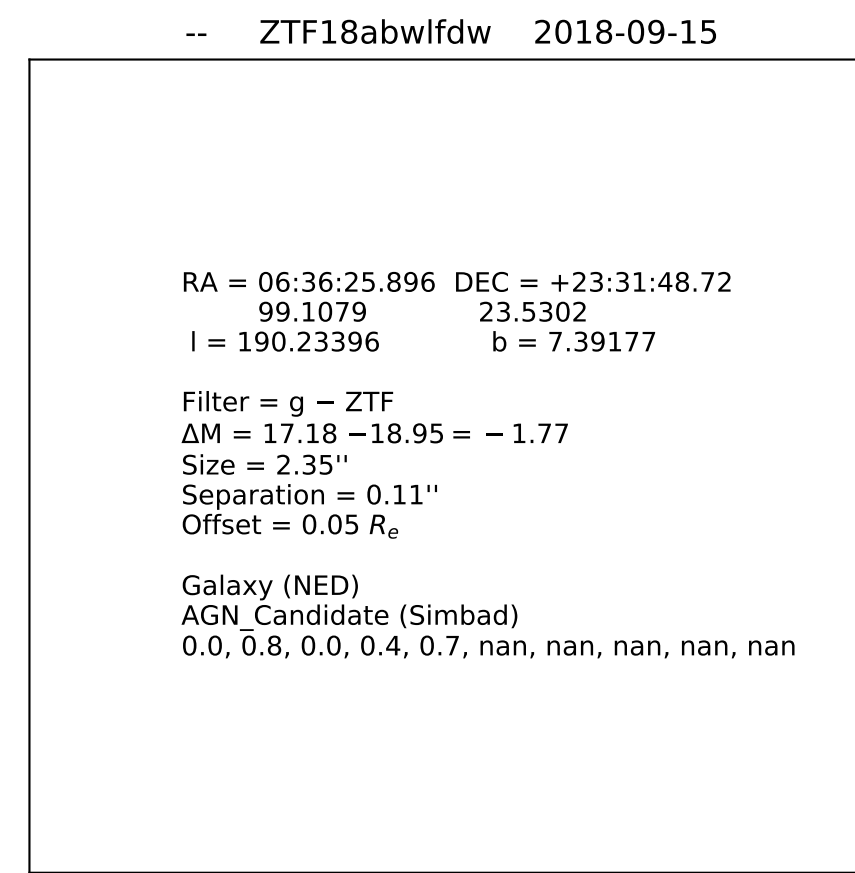 -- ZTF18abwlfdw 2018-09-15
RA = 06:36:25.896 DEC = +23:31:48.72
99.1079 23.5302
l = 190.23396 b = 7.39177
Filter = g − ZTF
ΔM = 17.18 −18.95 = − 1.77
Size = 2.35''
Separation = 0.11''
Offset = 0.05 Rₑ
Galaxy (NED)
AGN_Candidate (Simbad)
0.0, 0.8, 0.0, 0.4, 0.7, nan, nan, nan, nan, nan